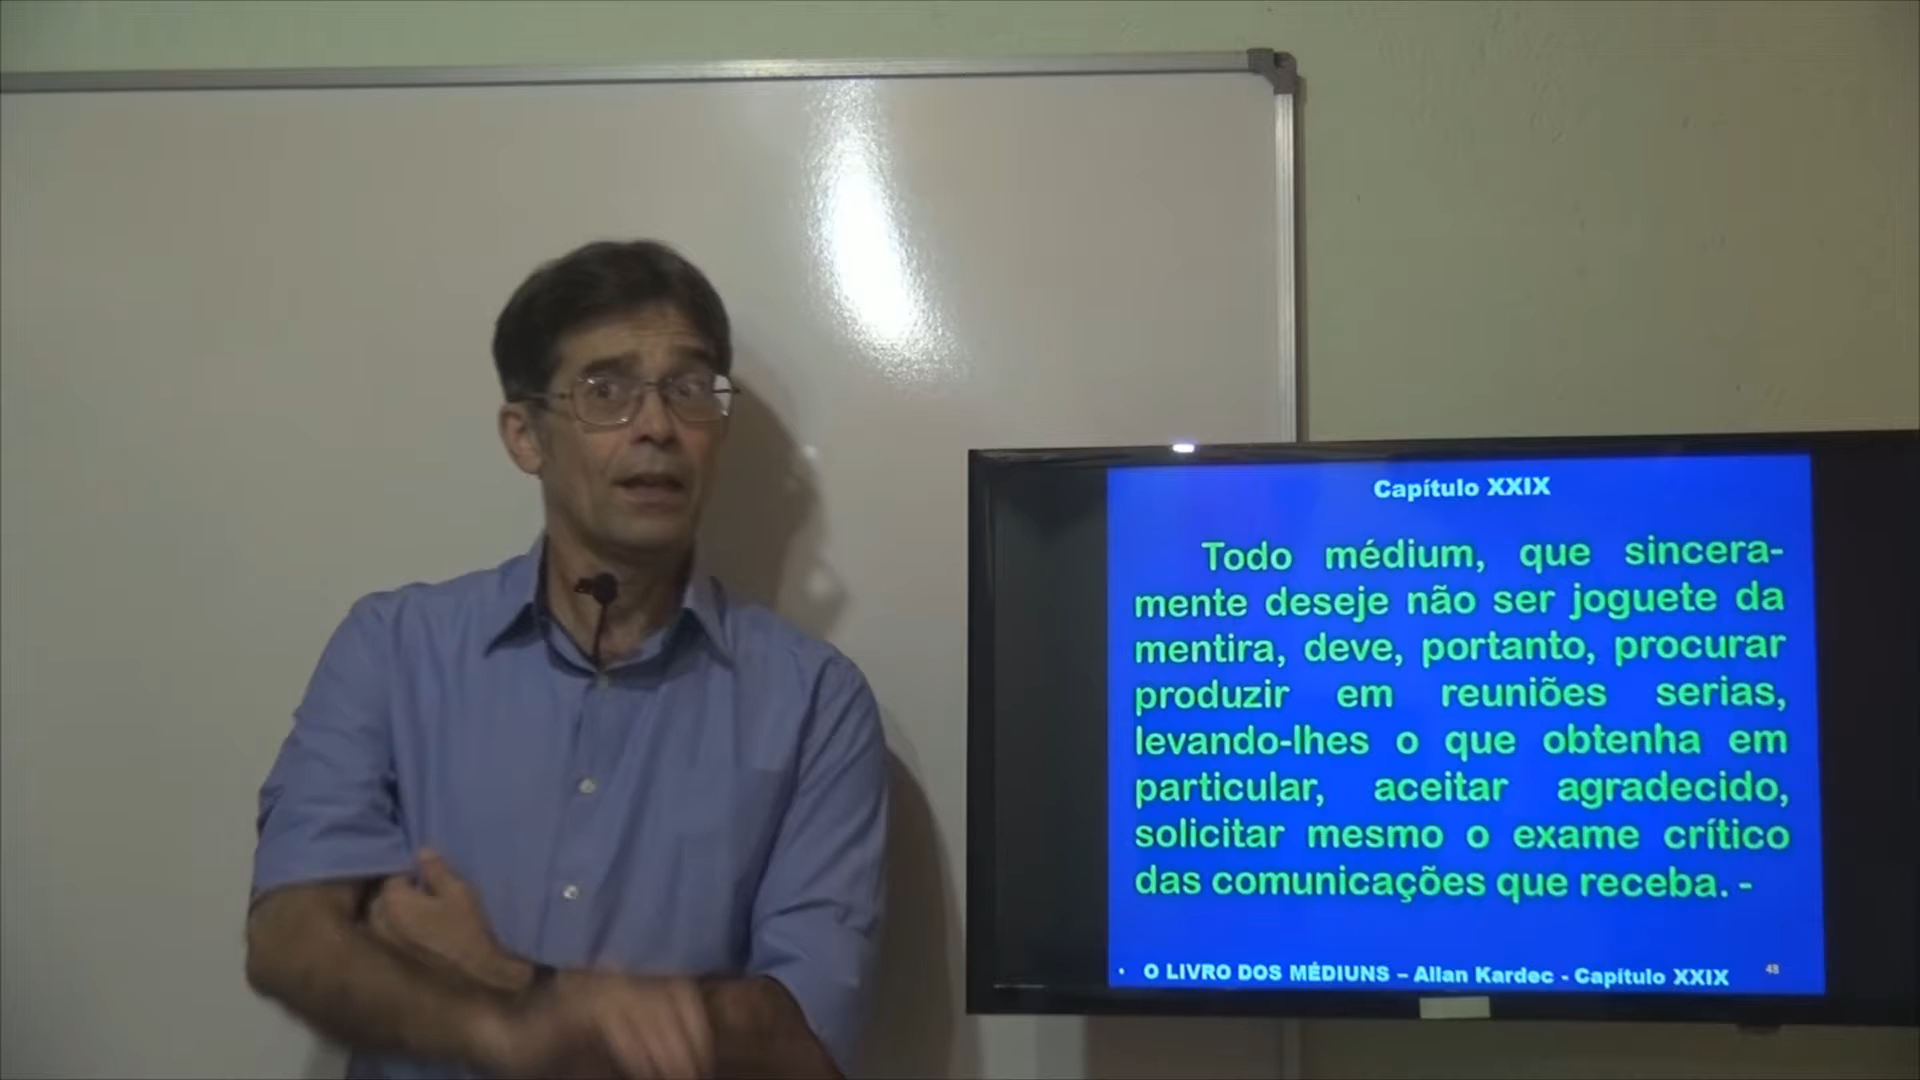 Capítulo XXIX
Todo médium, que sincera-
mente deseje não ser joguete da
mentira, deve, portanto, procurar
produzir em reuniões serias,
levando-lhes o que obtenha em
particular, aceitar agradecido,
solicitar mesmo o exame crítico
das comunicações que receba. -
• O LIVRO DOS MÉDIUNS – Allan Kardec - Capítulo XXIX
48